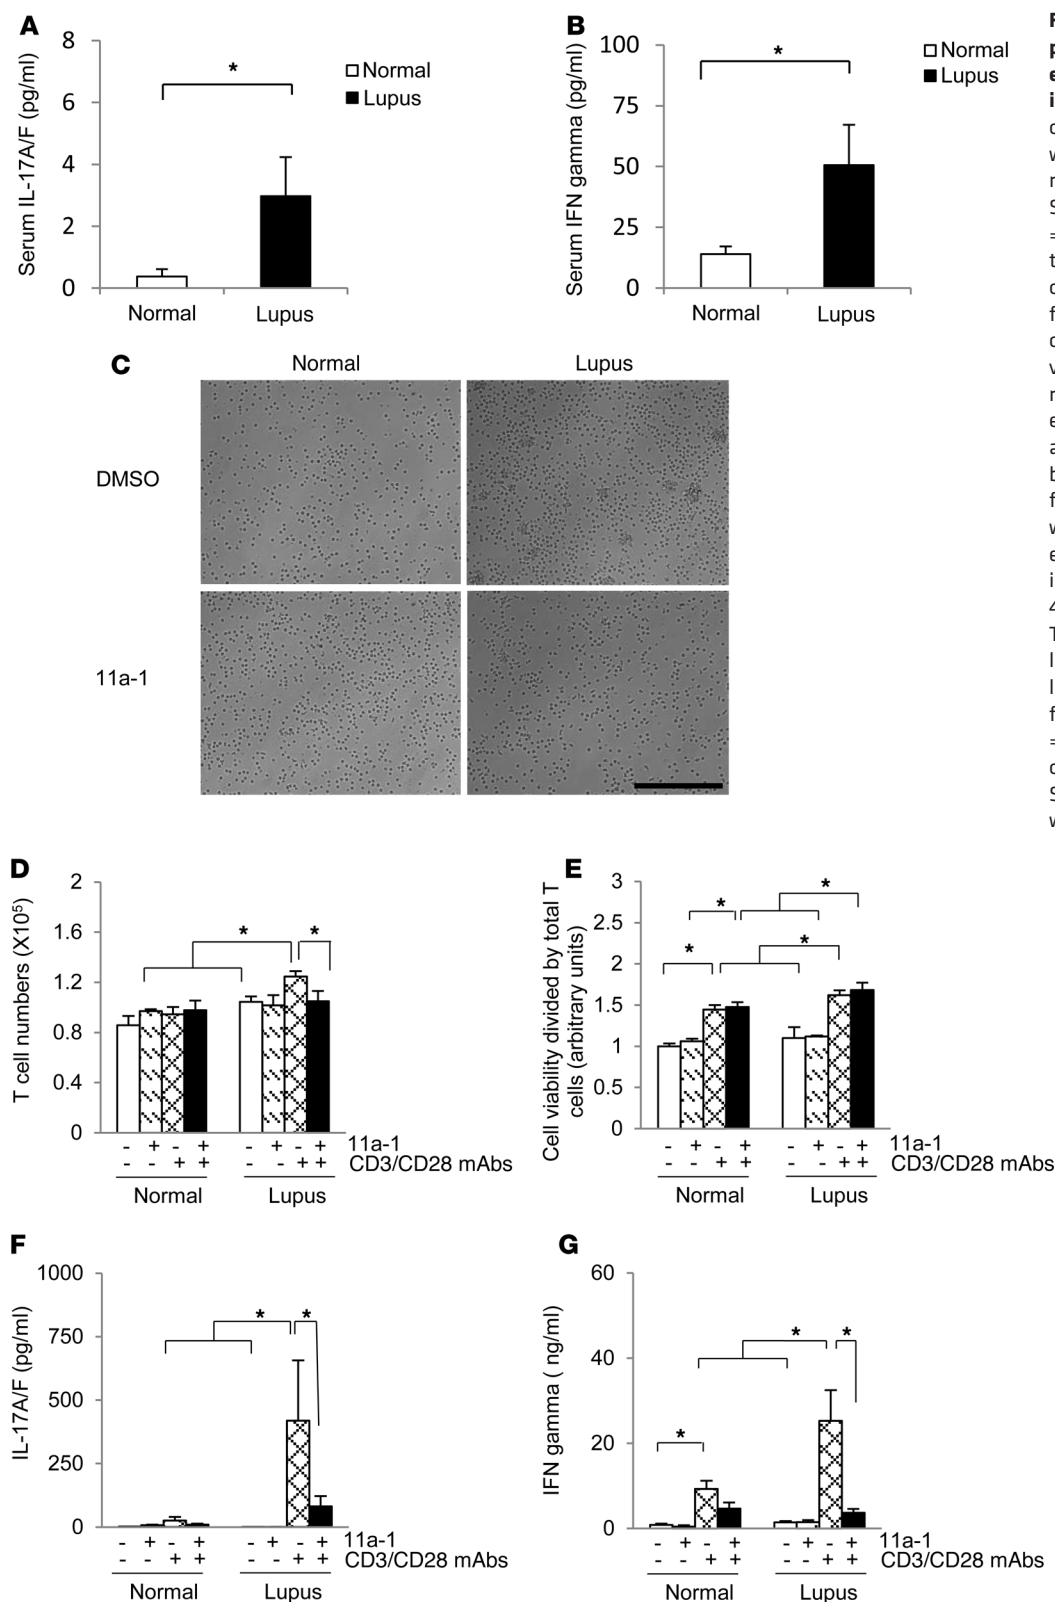 A
8
6
4
2
0
Serum IL-17A/F (pg/ml)
*
Normal
Lupus
Normal
Lupus
B
100
75
50
25
0
Serum IFN gamma (pg/ml)
*
Normal
Lupus
Normal
Lupus
C
Normal
Lupus
DMSO
11a-1
D
2
1.6
1.2
0.8
0.4
0
T cell numbers (X10⁵)
* *
- + - + - + - + 11a-1
- - + + - - + + CD3/CD28 mAbs
Normal
Lupus
E
3
2.5
2
1.5
1
0.5
0
Cell viability divided by total T
cells (arbitrary units)
* *
* *
- + - + - + - + 11a-1
- - + + - - + + CD3/CD28 mAbs
Normal
Lupus
F
1000
750
500
250
0
IL-17A/F (pg/ml)
* *
- + - + - + - + 11a-1
- - + + - - + + CD3/CD28 mAbs
Normal
Lupus
G
60
40
20
0
IFN gamma ( ng/ml)
* *
*
- + - + - + - + 11a-1
- - + + - - + + CD3/CD28 mAbs
Normal
Lupus